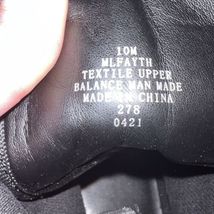 10M
MLFAYTH
TEXTILE UPPER
BALANCE MAN MADE
MADE IN CHINA
278
0421